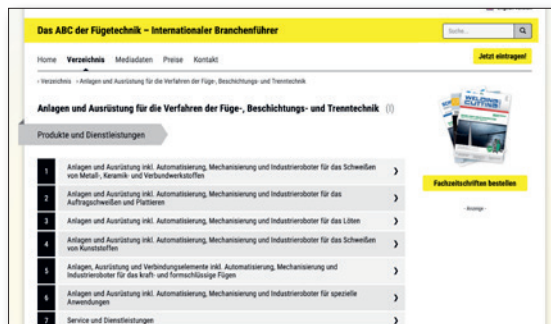 Das ABC der Fügetechnik – Internationaler Branchenführer
Suche...
Home Verzeichnis Mediadaten Preise Kontakt
Jetzt eintragen!
› Verzeichnis › Anlagen und Ausrüstung für die Verfahren der Füge-, Beschichtungs- und Trenntechnik
Anlagen und Ausrüstung für die Verfahren der Füge-, Beschichtungs- und Trenntechnik (I)
Produkte und Dienstleistungen
WELDING
CUTTING
1 Anlagen und Ausrüstung inkl. Automatisierung, Mechanisierung und Industrieroboter für das Schweißen
von Metall-, Keramik- und Verbundwerkstoffen
2 Anlagen und Ausrüstung inkl. Automatisierung, Mechanisierung und Industrieroboter für das
Auftragschweißen und Plattieren
Fachzeitschriften bestellen
3 Anlagen und Ausrüstung inkl. Automatisierung, Mechanisierung und Industrieroboter für das Löten
- Anzeige -
4 Anlagen und Ausrüstung inkl. Automatisierung, Mechanisierung und Industrieroboter für das Schweißen
von Kunststoffen
5 Anlagen, Ausrüstung und Verbindungselemente inkl. Automatisierung, Mechanisierung und
Industrieroboter für das kraft- und formschlüssige Fügen
6 Anlagen und Ausrüstung inkl. Automatisierung, Mechanisierung und Industrieroboter für spezielle
Anwendungen
7 Service und Dienstleistungen